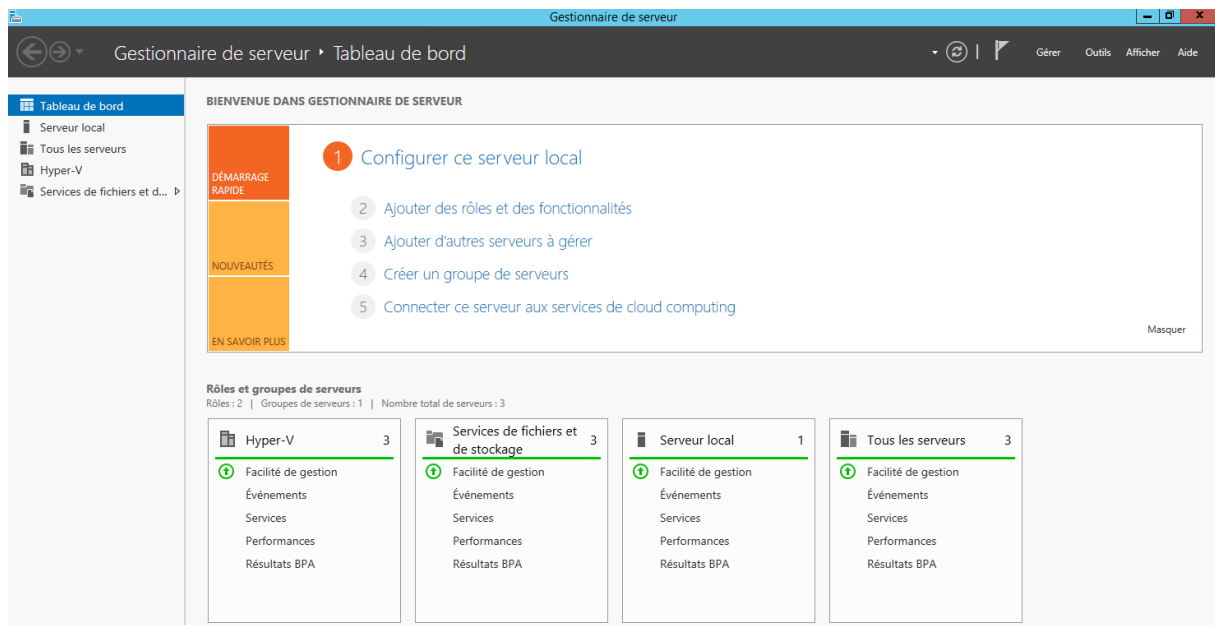 Gestionnaire de serveur
Gestionnaire de serveur ‣ Tableau de bord
Gérer Outils Afficher Aide
Tableau de bord
Serveur local
Tous les serveurs
Hyper-V
Services de fichiers et d...
BIENVENUE DANS GESTIONNAIRE DE SERVEUR
DÉMARRAGE
RAPIDE
NOUVEAUTÉS
EN SAVOIR PLUS
1 Configurer ce serveur local
2 Ajouter des rôles et des fonctionnalités
3 Ajouter d'autres serveurs à gérer
4 Créer un groupe de serveurs
5 Connecter ce serveur aux services de cloud computing
Masquer
Rôles et groupes de serveurs
Rôles : 2 | Groupes de serveurs : 1 | Nombre total de serveurs : 3
Hyper-V 3
Facilité de gestion
Événements
Services
Performances
Résultats BPA
Services de fichiers et
de stockage 3
Facilité de gestion
Événements
Services
Performances
Résultats BPA
Serveur local 1
Facilité de gestion
Événements
Services
Performances
Résultats BPA
Tous les serveurs 3
Facilité de gestion
Événements
Services
Performances
Résultats BPA